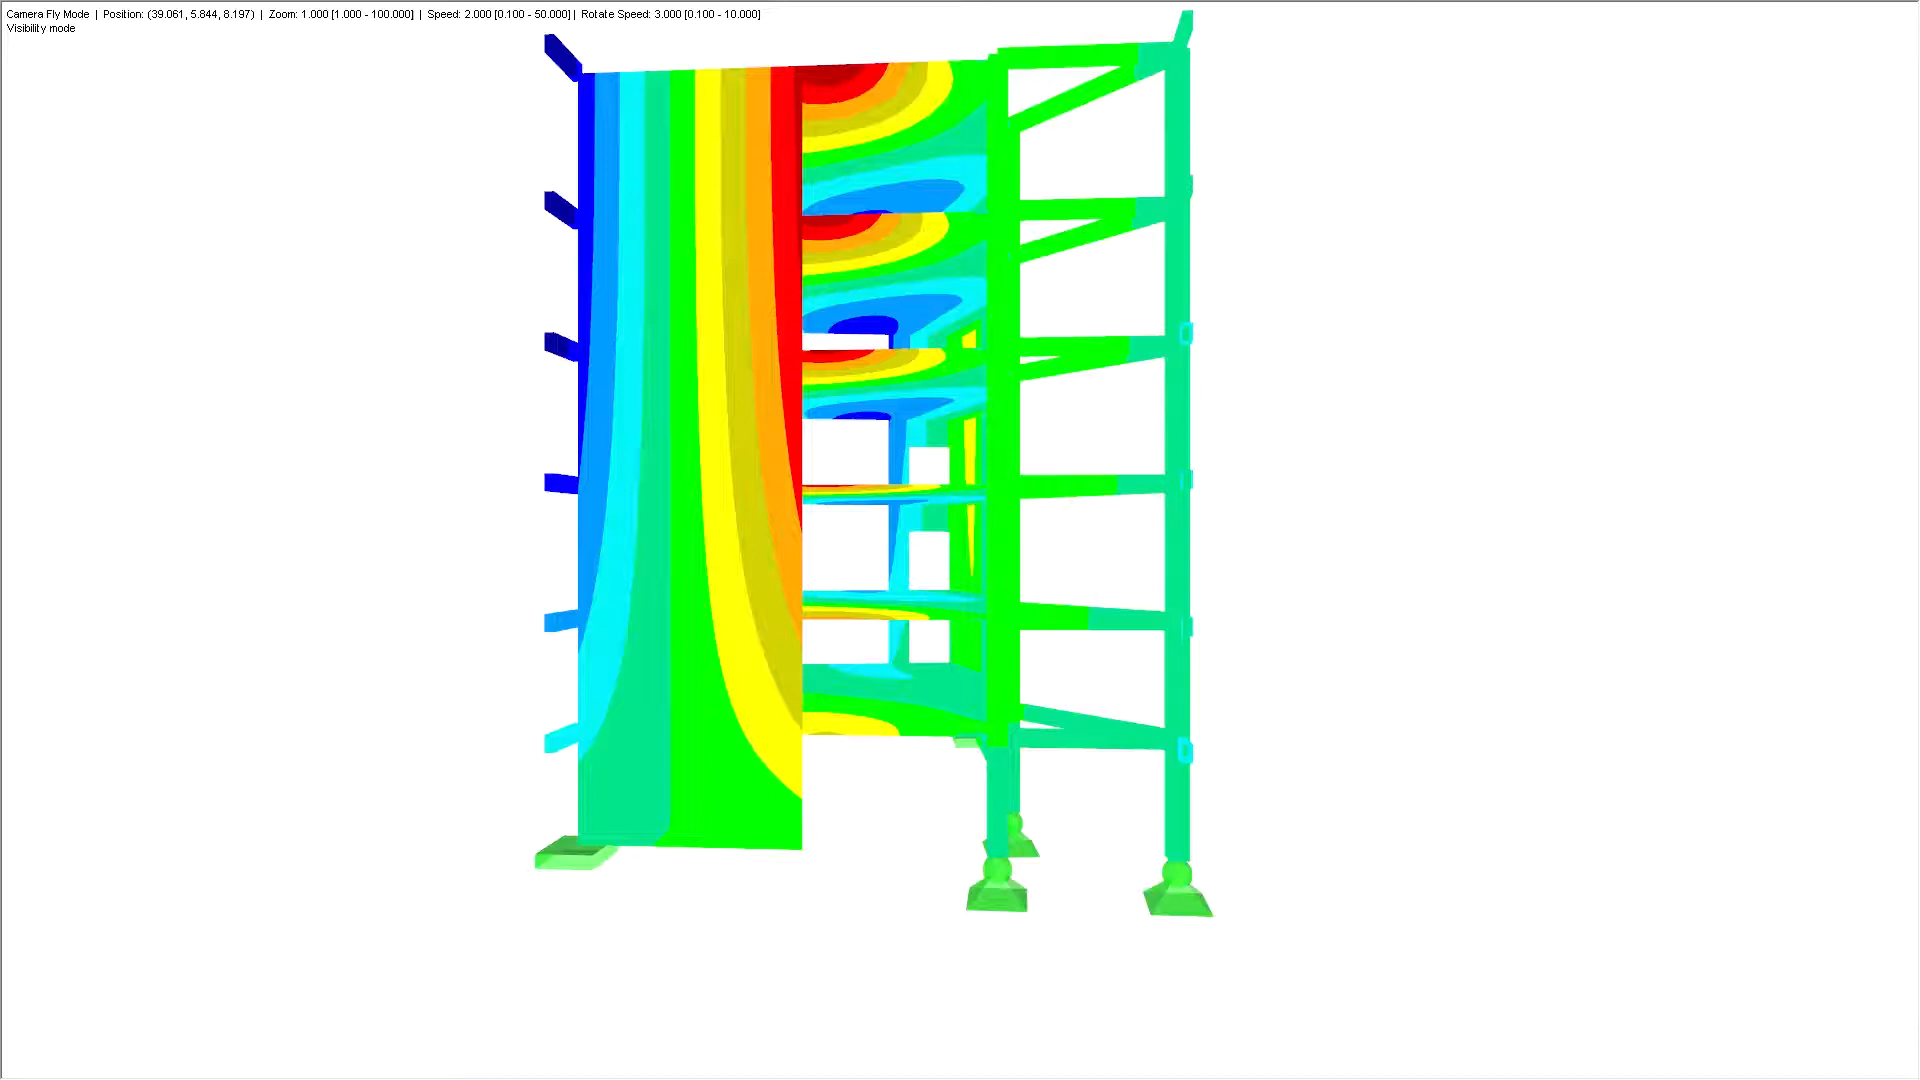 Camera Fly Mode | Position: (39.061, 5.844, 8.197) | Zoom: 1.000 [1.000 - 100.000] | Speed: 2.000 [0.100 - 50.000] | Rotate Speed: 3.000 [0.100 - 10.000]
Visibility mode